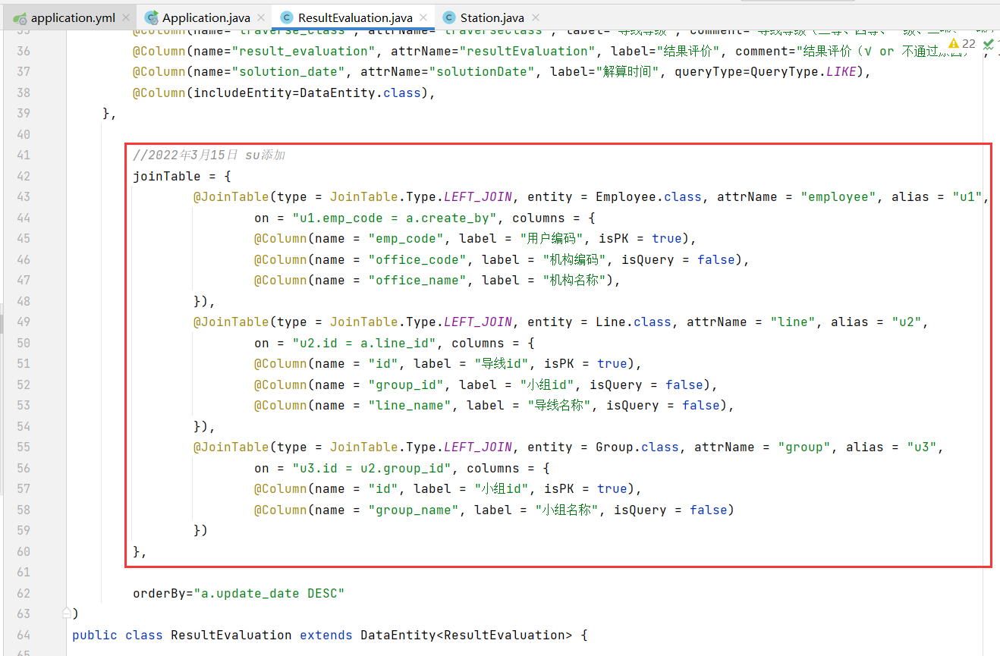 application.yml Application.java ResultEvaluation.java Station.java
36 @Column(name="result_evaluation", attrName="resultEvaluation", label="结果评价", comment="结果评价（√ or 不通过原因） 22
37 @Column(name="solution_date", attrName="solutionDate", label="解算时间", queryType=QueryType.LIKE),
38 @Column(includeEntity=DataEntity.class),
39 },
40
41 //2022年3月15日 su添加
42 joinTable = {
43 @JoinTable(type = JoinTable.Type.LEFT_JOIN, entity = Employee.class, attrName = "employee", alias = "u1",
44 on = "u1.emp_code = a.create_by", columns = {
45 @Column(name = "emp_code", label = "用户编码", isPK = true),
46 @Column(name = "office_code", label = "机构编码", isQuery = false),
47 @Column(name = "office_name", label = "机构名称"),
48 }),
49 @JoinTable(type = JoinTable.Type.LEFT_JOIN, entity = Line.class, attrName = "line", alias = "u2",
50 on = "u2.id = a.line_id", columns = {
51 @Column(name = "id", label = "导线id", isPK = true),
52 @Column(name = "group_id", label = "小组id", isQuery = false),
53 @Column(name = "line_name", label = "导线名称", isQuery = false),
54 }),
55 @JoinTable(type = JoinTable.Type.LEFT_JOIN, entity = Group.class, attrName = "group", alias = "u3",
56 on = "u3.id = u2.group_id", columns = {
57 @Column(name = "id", label = "小组id", isPK = true),
58 @Column(name = "group_name", label = "小组名称", isQuery = false)
59 })
60 },
61
62 orderBy="a.update_date DESC"
63 )
64 public class ResultEvaluation extends DataEntity<ResultEvaluation> {